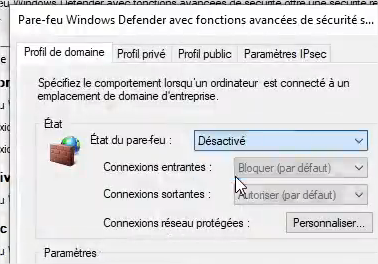 Pare-feu Windows Defender avec fonctions avancées de sécurité s...
Profil de domaine Profil privé Profil public Paramètres IPsec
Spécifiez le comportement lorsqu'un ordinateur est connecté à un
emplacement de domaine d'entreprise.
État
État du pare-feu : Désactivé
Connexions entrantes : Bloquer (par défaut)
Connexions sortantes : Autoriser (par défaut)
Connexions réseau protégées : Personnaliser...
Paramètres